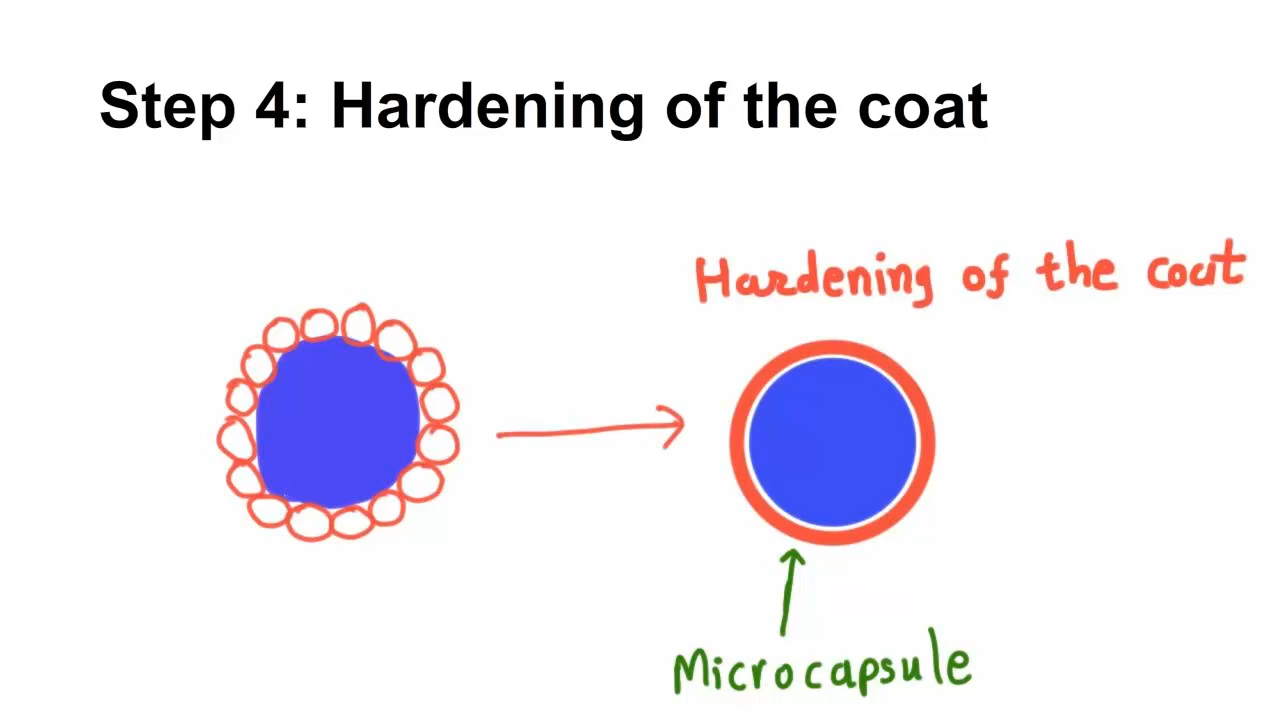 Step 4: Hardening of the coat
Hardening of the coat
Microcapsule